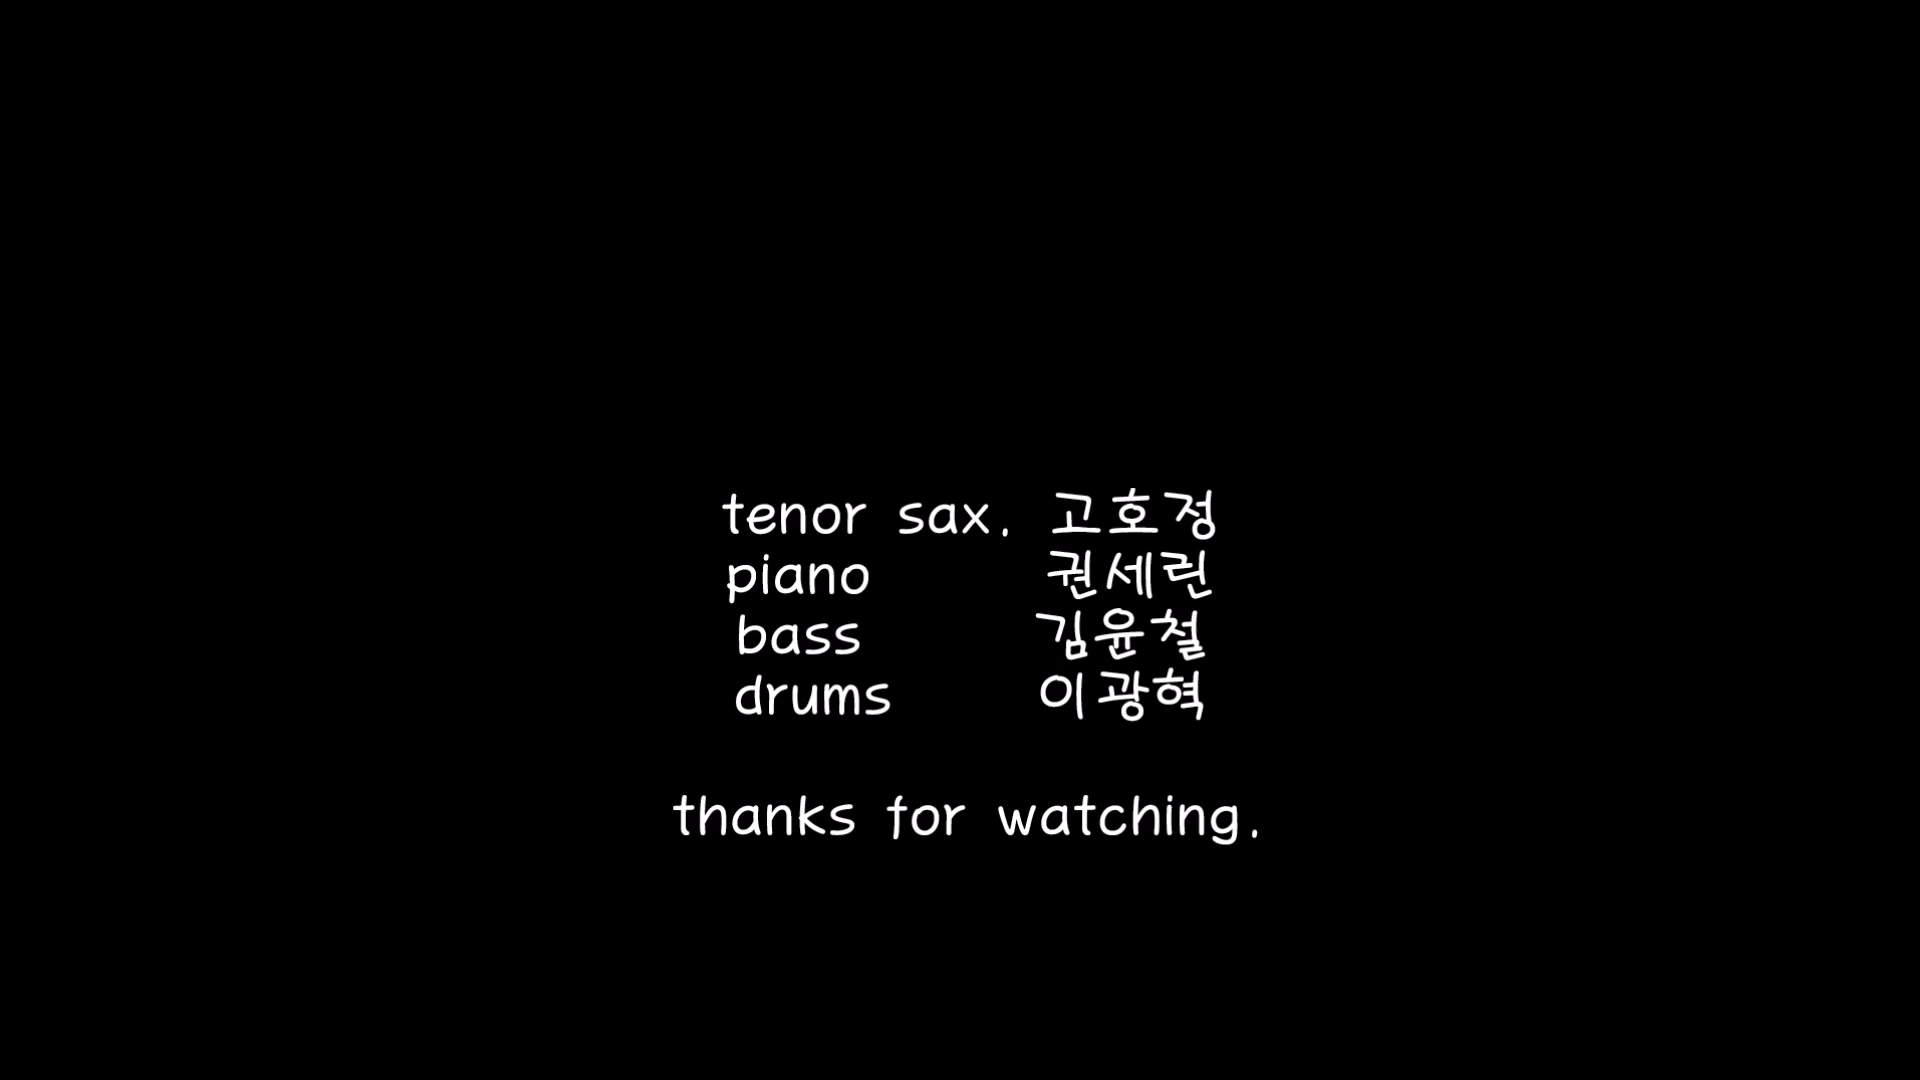 tenor sax. 고호정
piano 권세린
bass 김윤철
drums 이광혁
thanks for watching.